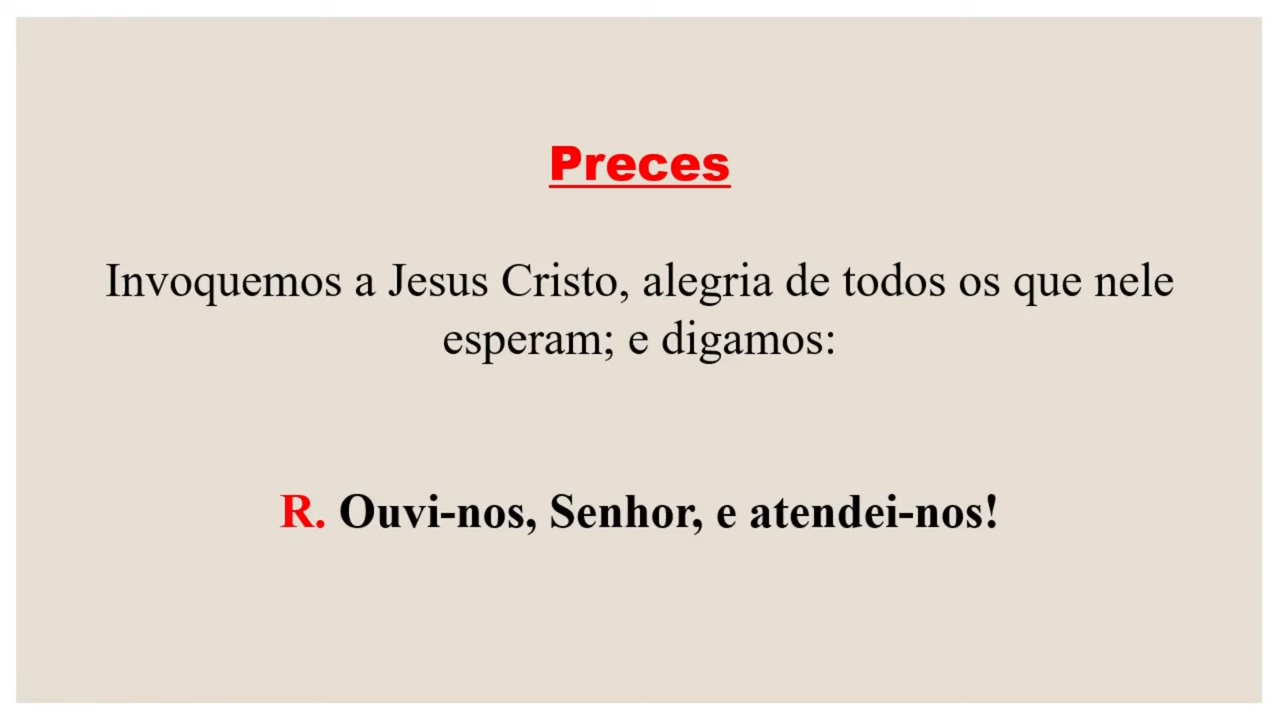 Preces
Invoquemos a Jesus Cristo, alegria de todos os que nele
esperam; e digamos:
R. Ouvi-nos, Senhor, e atendei-nos!